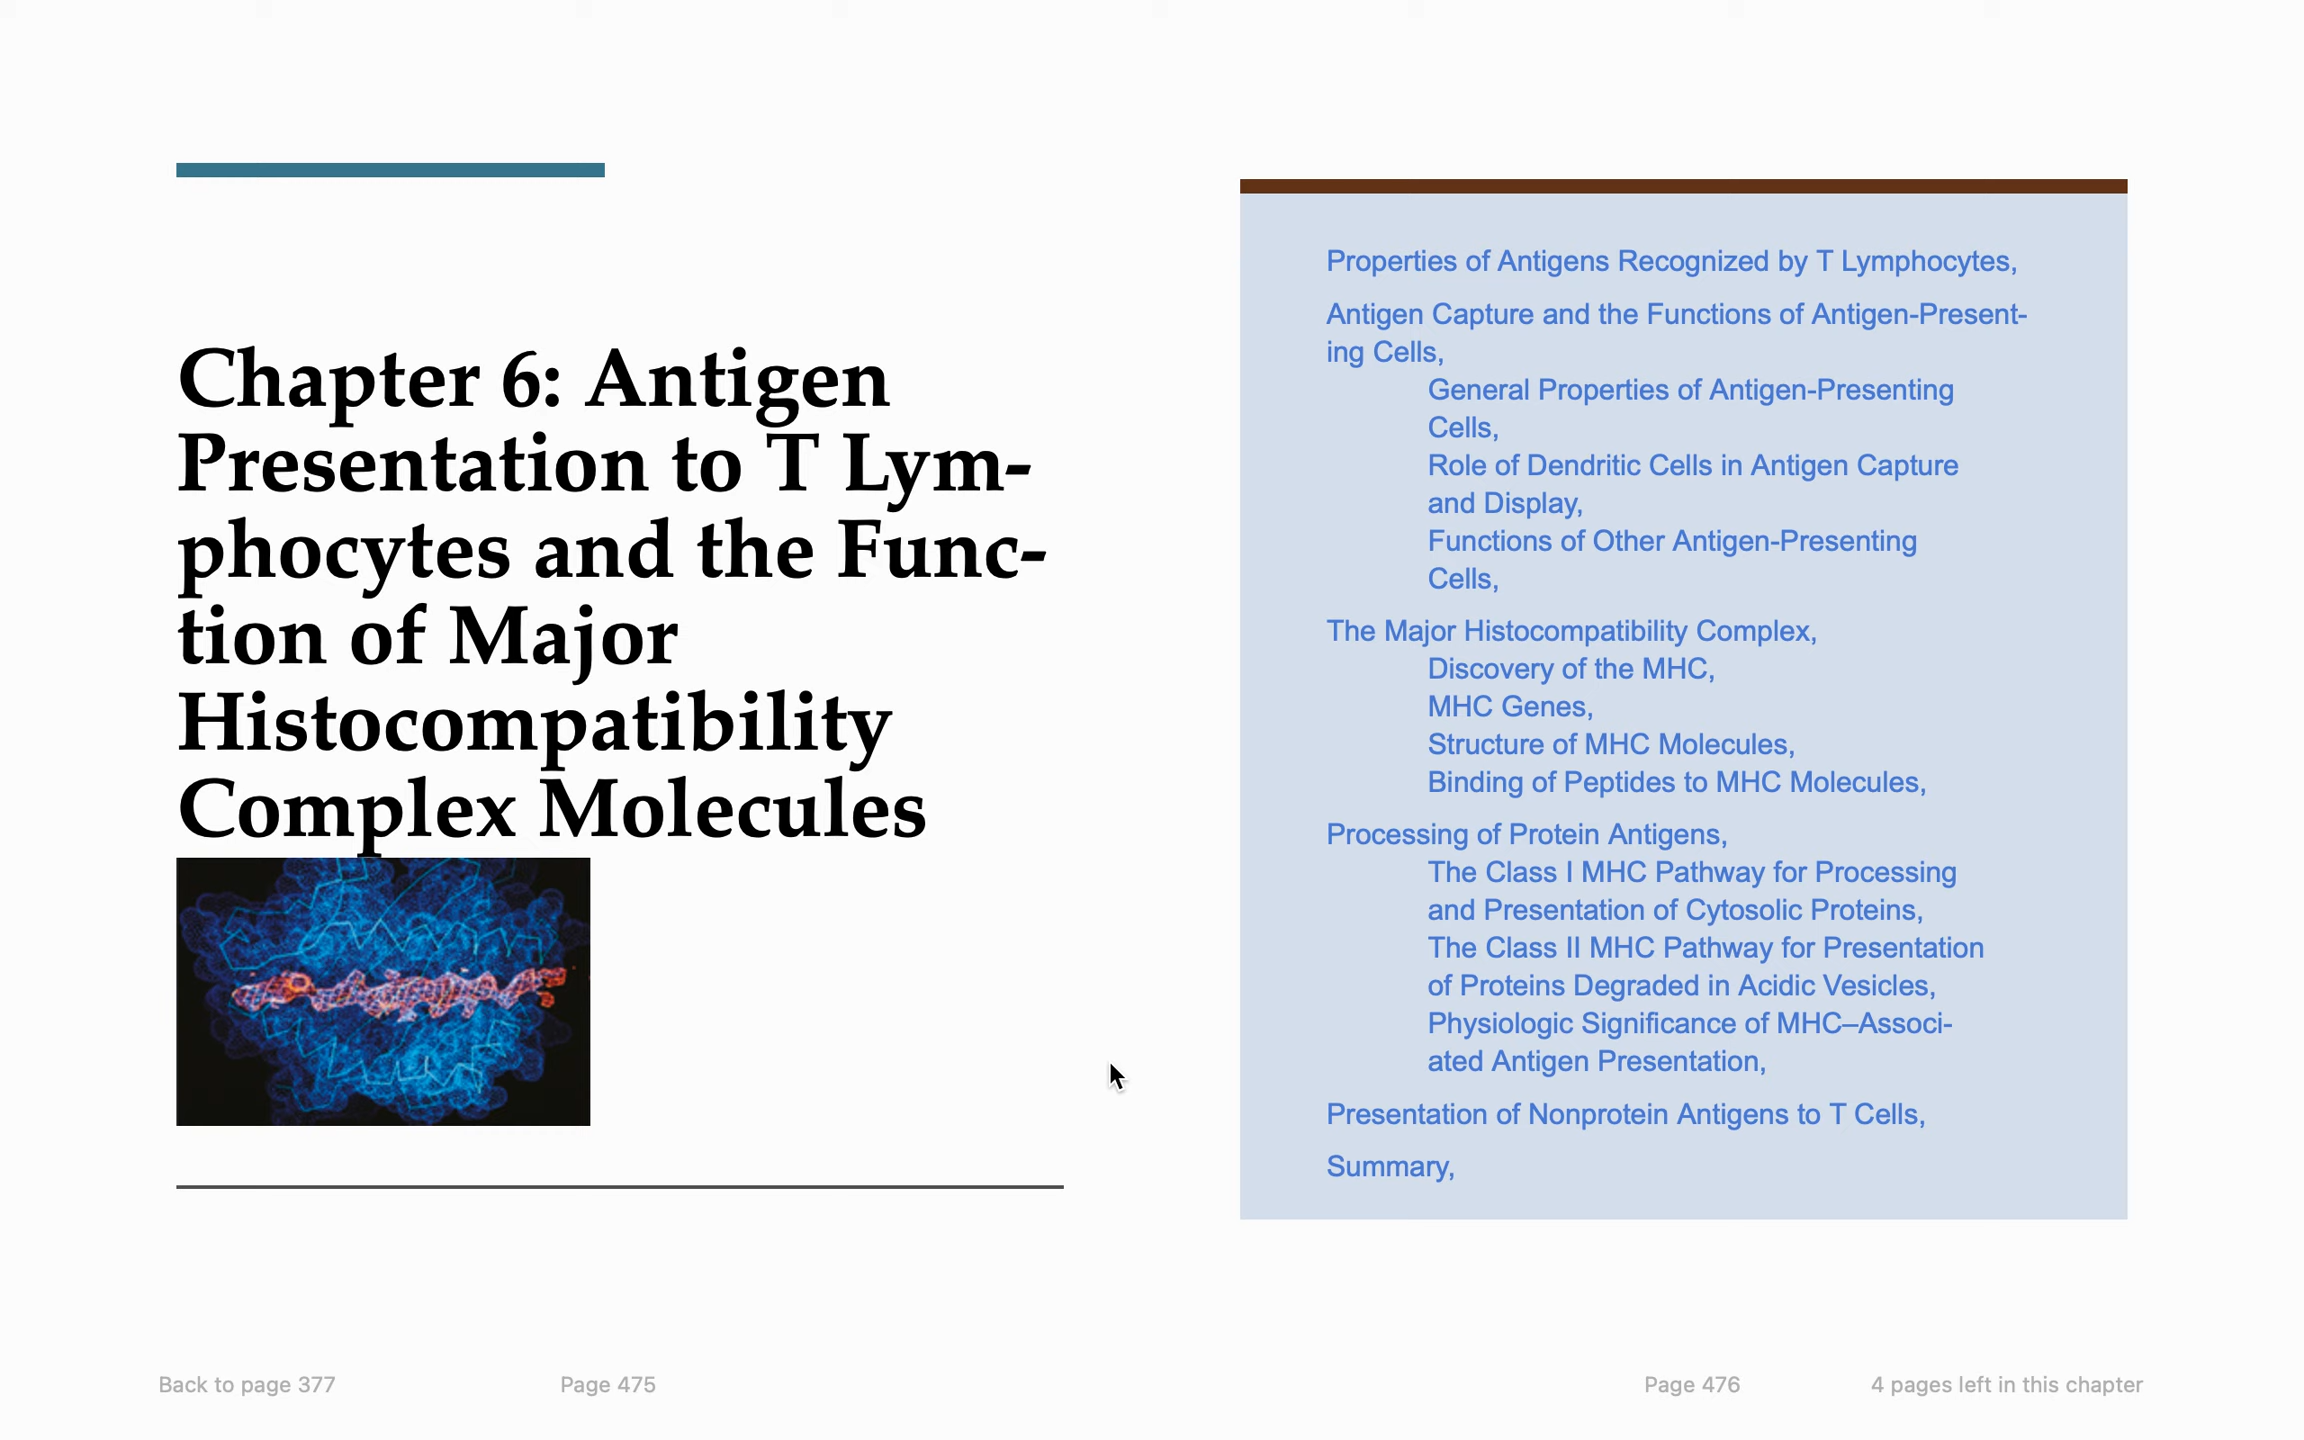 Chapter 6: Antigen
Presentation to T Lym-
phocytes and the Func-
tion of Major
Histocompatibility
Complex Molecules
Properties of Antigens Recognized by T Lymphocytes,
Antigen Capture and the Functions of Antigen-Present-
ing Cells,
General Properties of Antigen-Presenting
Cells,
Role of Dendritic Cells in Antigen Capture
and Display,
Functions of Other Antigen-Presenting
Cells,
The Major Histocompatibility Complex,
Discovery of the MHC,
MHC Genes,
Structure of MHC Molecules,
Binding of Peptides to MHC Molecules,
Processing of Protein Antigens,
The Class I MHC Pathway for Processing
and Presentation of Cytosolic Proteins,
The Class II MHC Pathway for Presentation
of Proteins Degraded in Acidic Vesicles,
Physiologic Significance of MHC–Associ-
ated Antigen Presentation,
Presentation of Nonprotein Antigens to T Cells,
Summary,
Back to page 377
Page 475
Page 476
4 pages left in this chapter